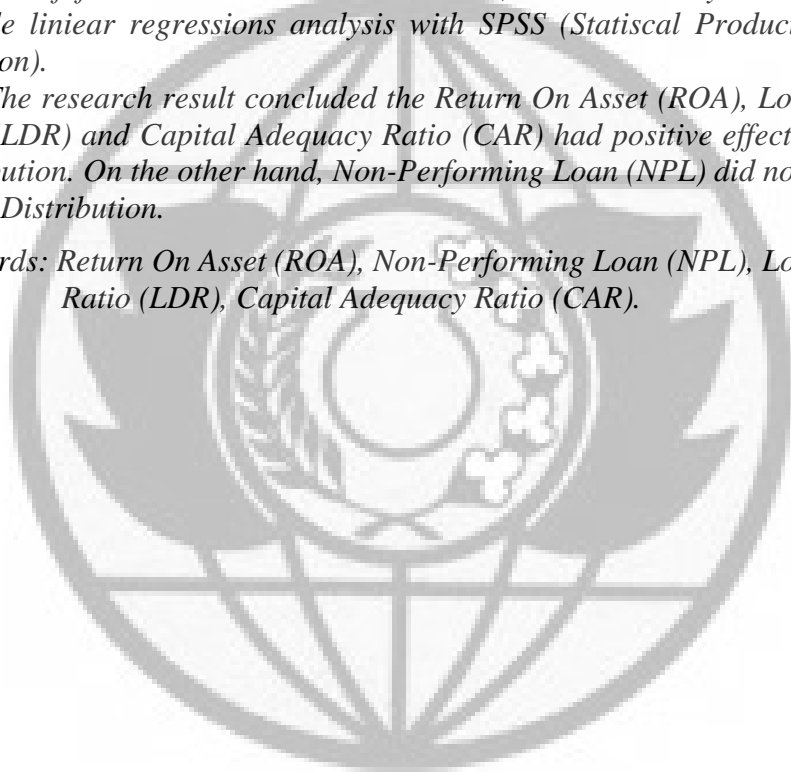 le liniear regressions analysis with SPSS (Statiscal Product
on).
The research result concluded the Return On Asset (ROA), Lo
LDR) and Capital Adequacy Ratio (CAR) had positive effect
bution. On the other hand, Non-Performing Loan (NPL) did no
Distribution.
rds: Return On Asset (ROA), Non-Performing Loan (NPL), Lo
Ratio (LDR), Capital Adequacy Ratio (CAR).